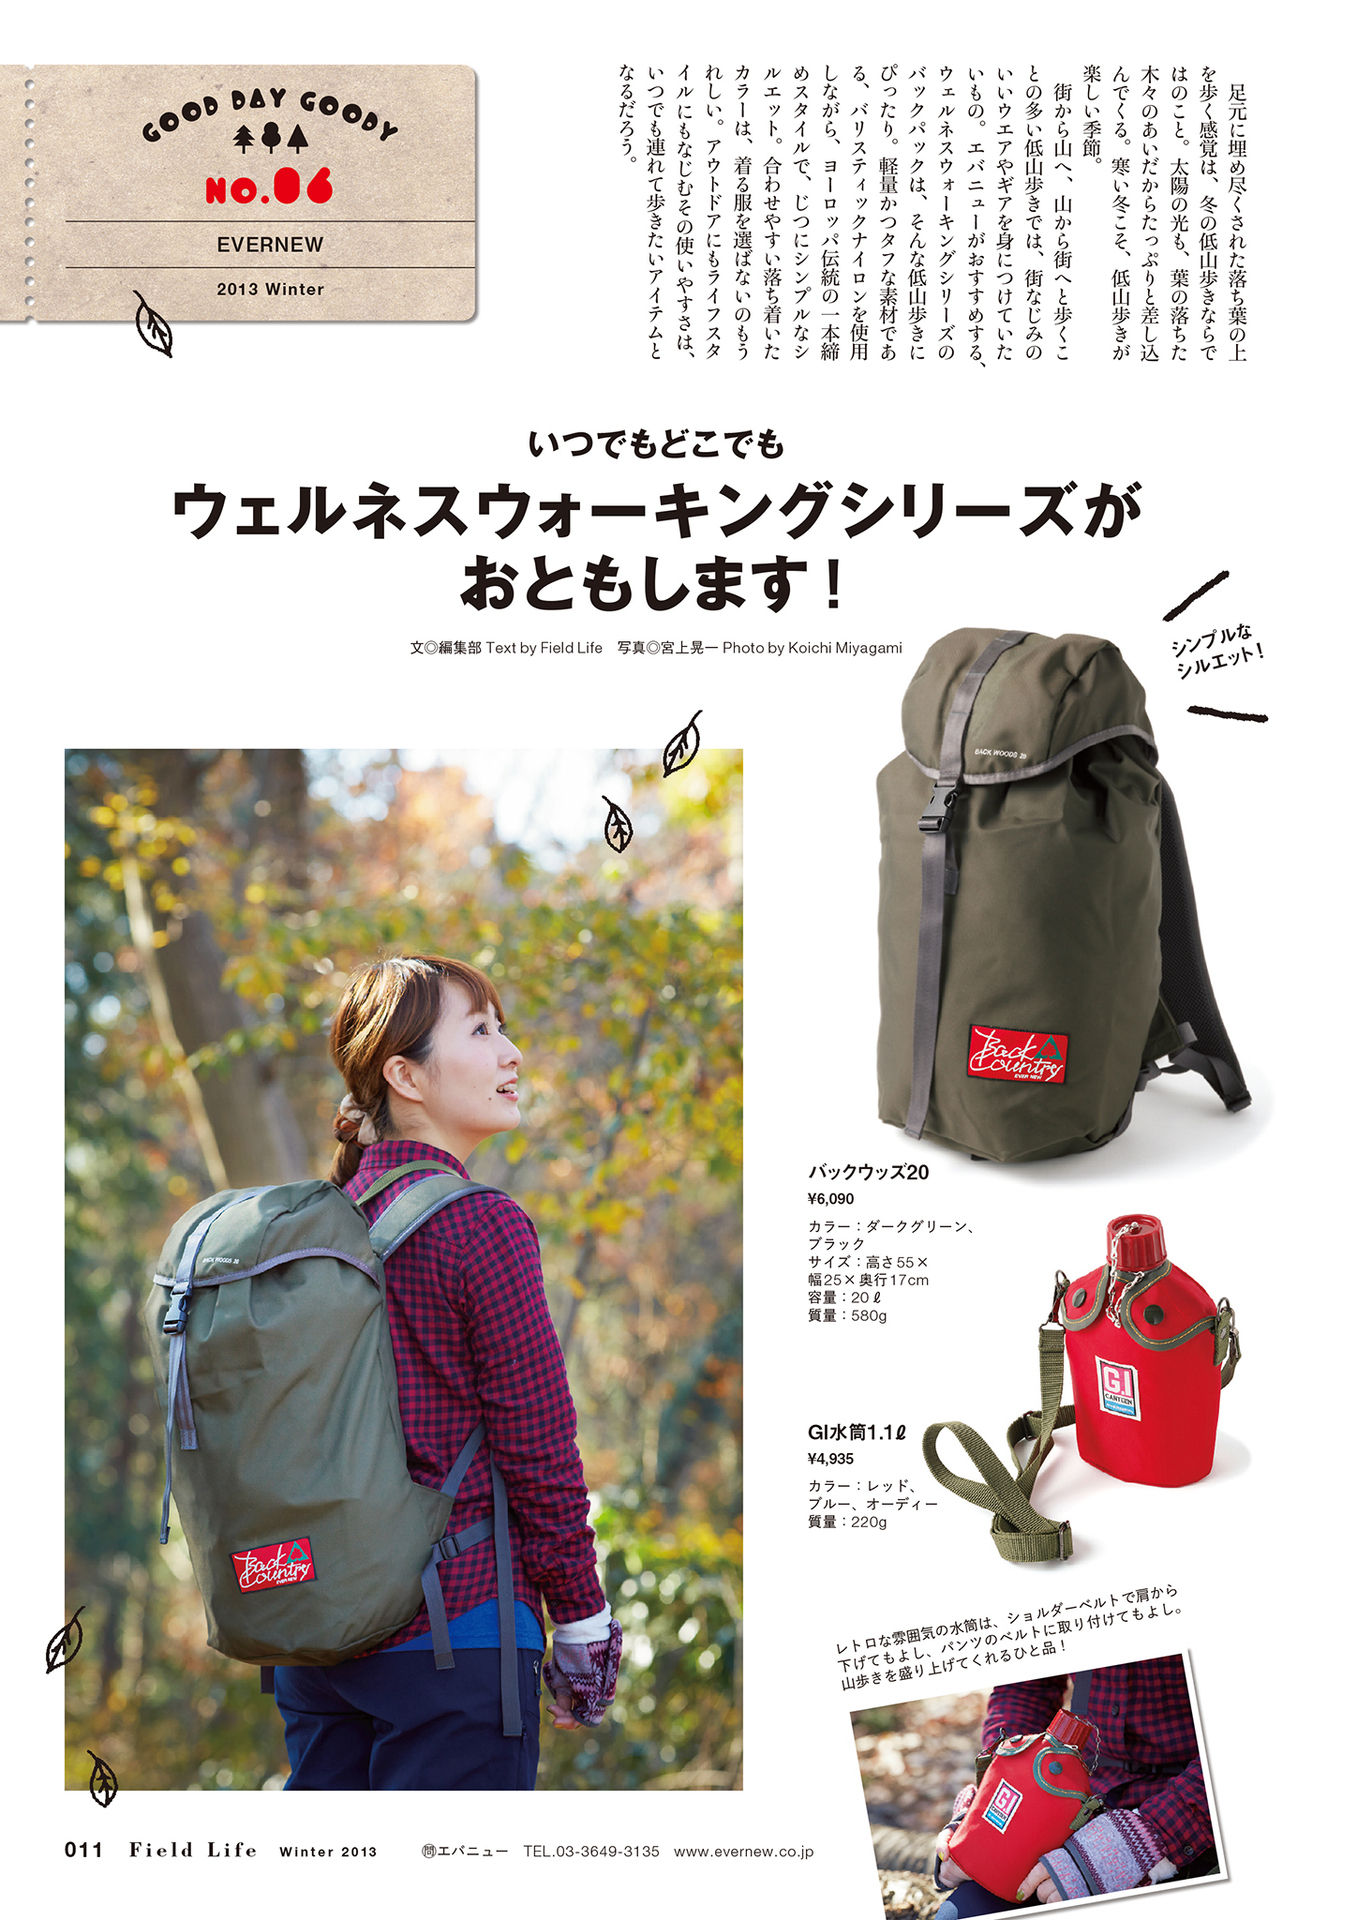 GOOD DAY GOODY
NO.06
EVERNEW
2013 Winter
足元に埋め尽くされた落ち葉の上
を歩く感覚は、冬の低山歩きならで
はのこと。太陽の光も、葉の落ちた
木々のあいだからたっぷりと差し込
んでくる。寒い冬こそ、低山歩きが
楽しい季節。
街から山へ、山から街へと歩くこ
との多い低山歩きでは、街なじみの
いいウエアやギアを身につけていた
いもの。エバニューがおすすめする、
ウェルネスウォーキングシリーズの
バックパックは、そんな低山歩きに
ぴったり。軽量かつタフな素材であ
る、バリスティックナイロンを使用
しながら、ヨーロッパ伝統の一本締
めスタイルで、じつにシンプルなシ
ルエット。合わせやすい落ち着いた
カラーは、着る服を選ばないのもう
れしい。アウトドアにもライフスタ
イルにもなじむその使いやすさは、
いつでも連れて歩きたいアイテムと
なるだろう。
いつでもどこでも
ウェルネスウォーキングシリーズが
おともします！
文◎編集部 Text by Field Life 写真◎宮上晃一 Photo by Koichi Miyagami
シンプルな
シルエット！
BACK WOODS 20
Back
Country
EVER NEW
バックウッズ20
¥6,090
カラー：ダークグリーン、
ブラック
サイズ：高さ55×
幅25×奥行17cm
容量：20ℓ
質量：580g
G.I
CANTEEN
GI水筒1.1ℓ
¥4,935
カラー：レッド、
ブルー、オーディー
質量：220g
BACK WOODS 20
Back
Country
EVER NEW
レトロな雰囲気の水筒は、ショルダーベルトで肩から
下げてもよし、パンツのベルトに取り付けてもよし。
山歩きを盛り上げてくれるひと品！
G.I
CANTEEN
011 Field Life Winter 2013 問エバニュー TEL.03-3649-3135 www.evernew.co.jp